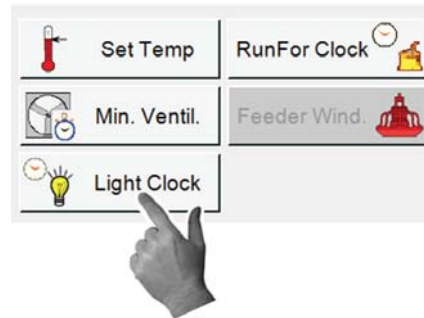 Set Temp
RunFor Clock
Min. Ventil.
Feeder Wind.
Light Clock